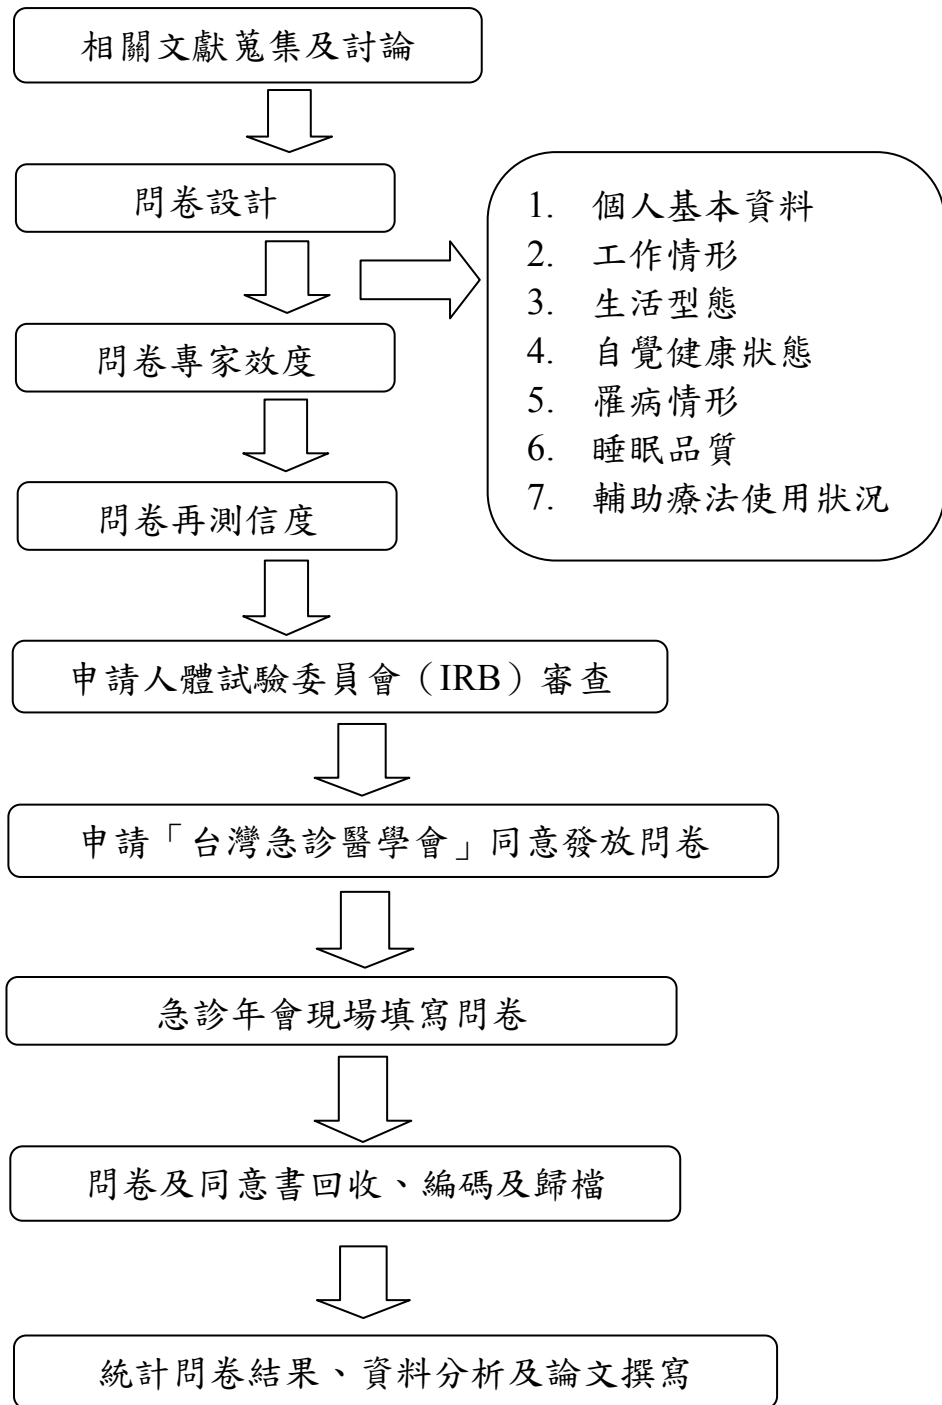 相關文獻蒐集及討論
問卷設計
1. 個人基本資料
2. 工作情形
3. 生活型態
4. 自覺健康狀態
5. 罹病情形
6. 睡眠品質
7. 輔助療法使用狀況
問卷專家效度
問卷再測信度
申請人體試驗委員會（IRB）審查
申請「台灣急診醫學會」同意發放問卷
急診年會現場填寫問卷
問卷及同意書回收、編碼及歸檔
統計問卷結果、資料分析及論文撰寫